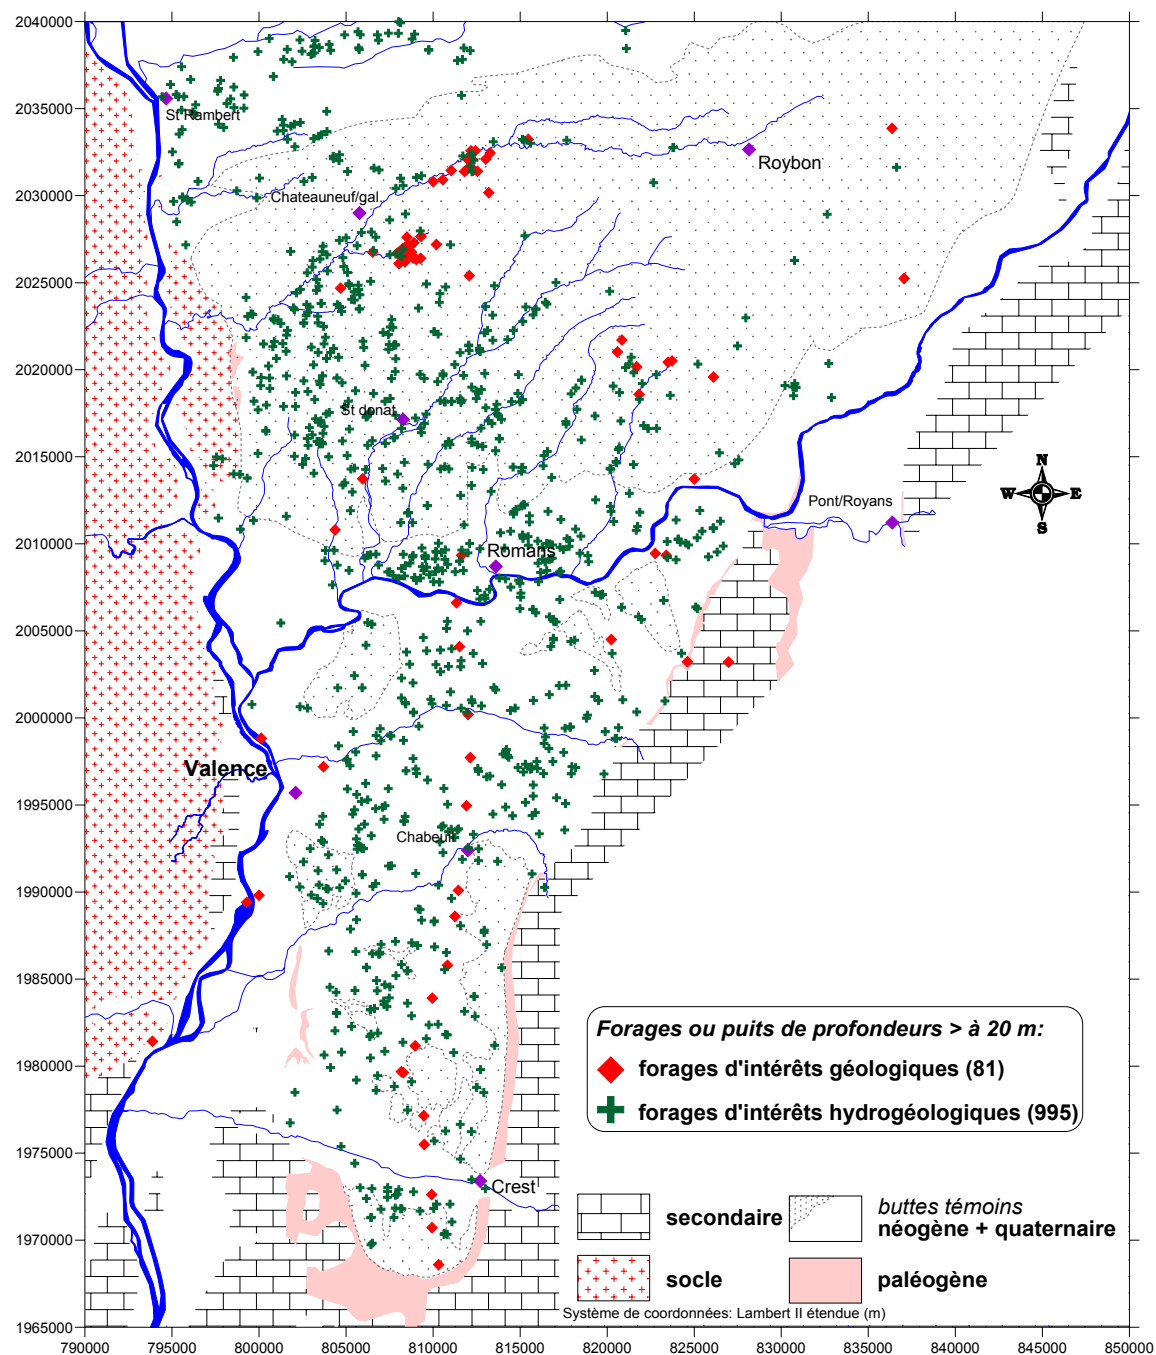 2040000
2035000
2030000
2025000
2020000
2015000
2010000
2005000
2000000
1995000
1990000
1985000
1980000
1975000
1970000
1965000
St Rambert
Roybon
Chateauneuf/gal.
St donat
N
W
E
S
Pont/Royans
Romans
Valence
Chabeuil
Crest
Forages ou puits de profondeurs > à 20 m:
forages d'intérêts géologiques (81)
forages d'intérêts hydrogéologiques (995)
secondaire
buttes témoins
néogène + quaternaire
socle
paléogène
Système de coordonnées: Lambert II étendue (m)
790000 795000 800000 805000 810000 815000 820000 825000 830000 835000 840000 845000 850000